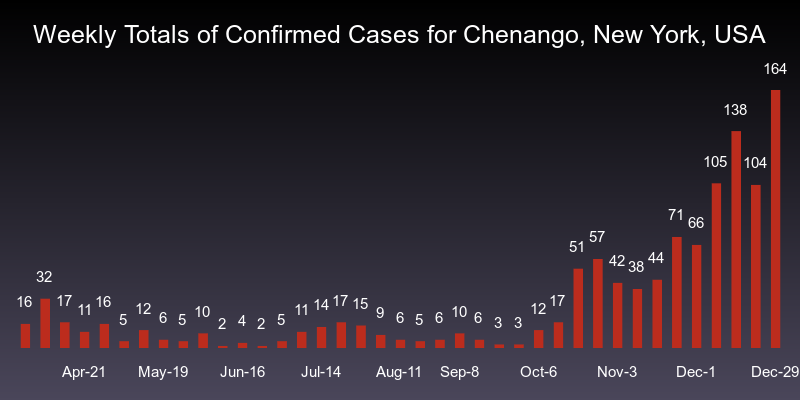 Weekly Totals of Confirmed Cases for Chenango, New York, USA
16 32 17 11 16 5 12 6 5 10 2 4 2 5 11 14 17 15 9 6 5 6 10 6 3 3 12 17 51 57 42 38 44 71 66 105 138 104 164
Apr-21 May-19 Jun-16 Jul-14 Aug-11 Sep-8 Oct-6 Nov-3 Dec-1 Dec-29